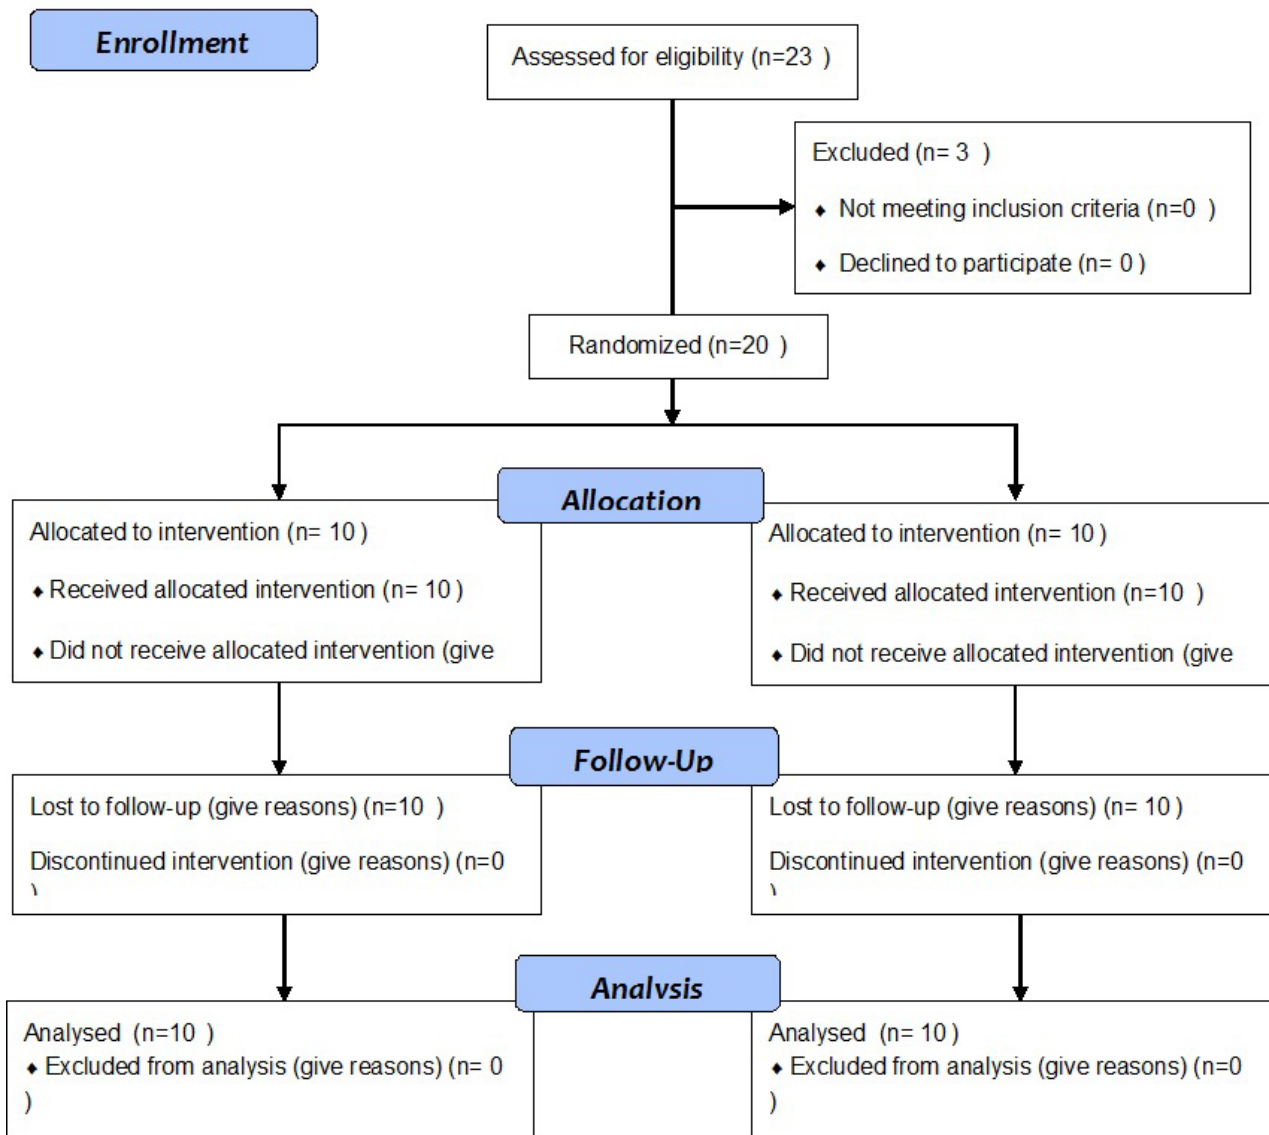 Enrollment
Assessed for eligibility (n=23 )
Excluded (n= 3 )
♦ Not meeting inclusion criteria (n=0 )
♦ Declined to participate (n= 0 )
Randomized (n=20 )
Allocation
Allocated to intervention (n= 10 )
♦ Received allocated intervention (n= 10 )
♦ Did not receive allocated intervention (give
Allocated to intervention (n= 10 )
♦ Received allocated intervention (n=10 )
♦ Did not receive allocated intervention (give
Follow-Up
Lost to follow-up (give reasons) (n=10 )
Discontinued intervention (give reasons) (n=0
)
Lost to follow-up (give reasons) (n= 10 )
Discontinued intervention (give reasons) (n=0
)
Analysis
Analysed (n=10 )
♦ Excluded from analysis (give reasons) (n= 0
)
Analysed (n= 10 )
♦ Excluded from analysis (give reasons) (n=0
)